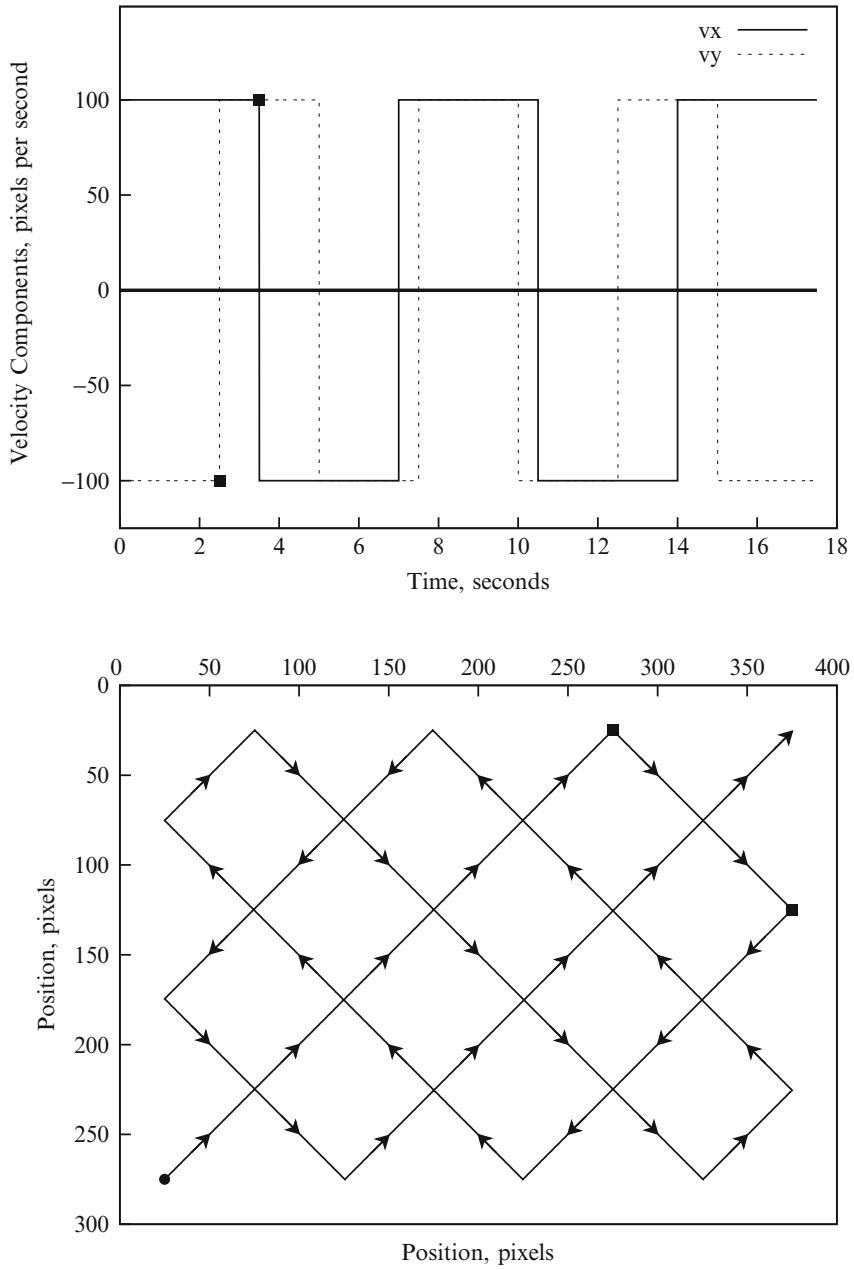 vx
vy
100
50
0
−50
−100
Velocity Components, pixels per second
0 2 4 6 8 10 12 14 16 18
Time, seconds
0 50 100 150 200 250 300 350 400
0
50
100
150
200
250
300
Position, pixels
Position, pixels